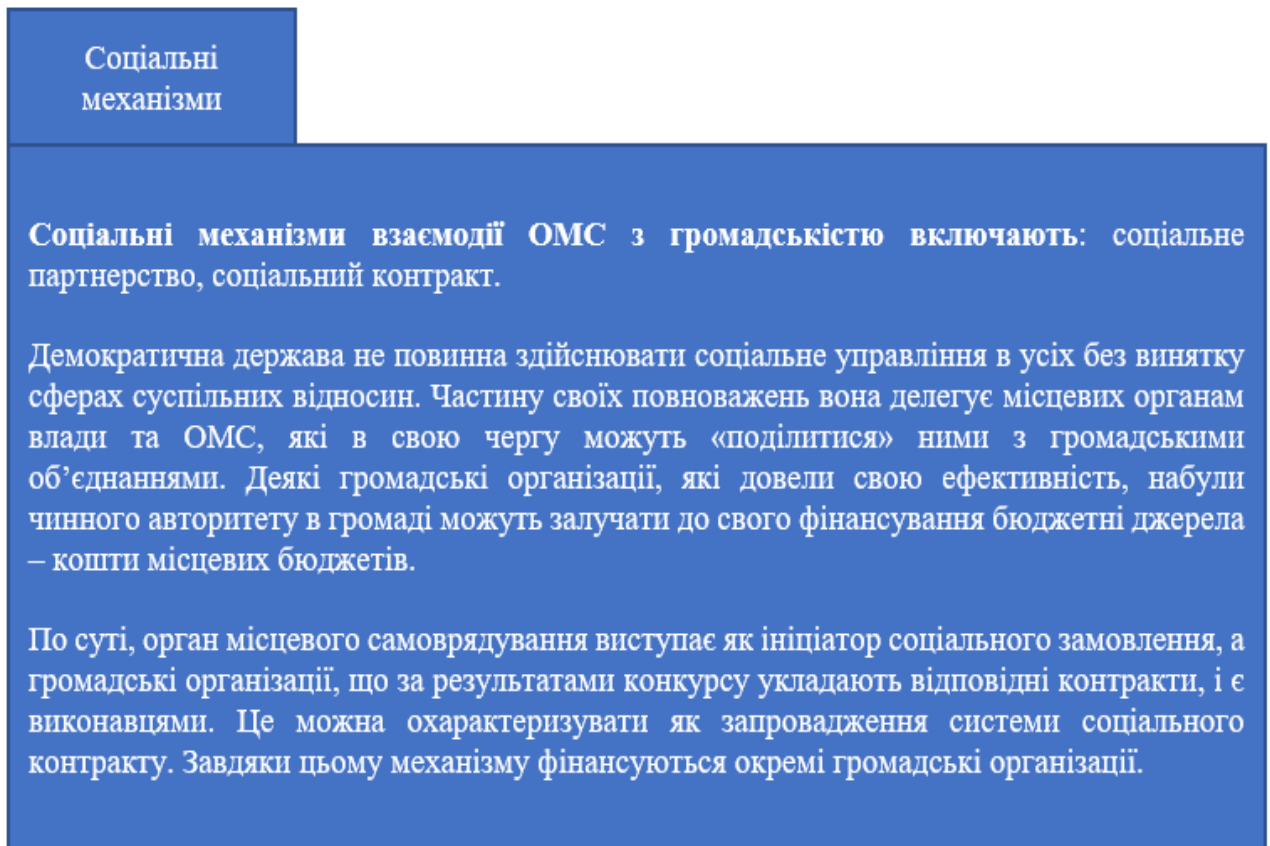 Соціальні
механізми
Соціальні механізми взаємодії ОМС з громадськістю включають: соціальне
партнерство, соціальний контракт.
Демократична держава не повинна здійснювати соціальне управління в усіх без винятку
сферах суспільних відносин. Частину своїх повноважень вона делегує місцевих органам
влади та ОМС, які в свою чергу можуть «поділитися» ними з громадськими
об’єднаннями. Деякі громадські організації, які довели свою ефективність, набули
чинного авторитету в громаді можуть залучати до свого фінансування бюджетні джерела
– кошти місцевих бюджетів.
По суті, орган місцевого самоврядування виступає як ініціатор соціального замовлення, а
громадські організації, що за результатами конкурсу укладають відповідні контракти, і є
виконавцями. Це можна охарактеризувати як запровадження системи соціального
контракту. Завдяки цьому механізму фінансуються окремі громадські організації.